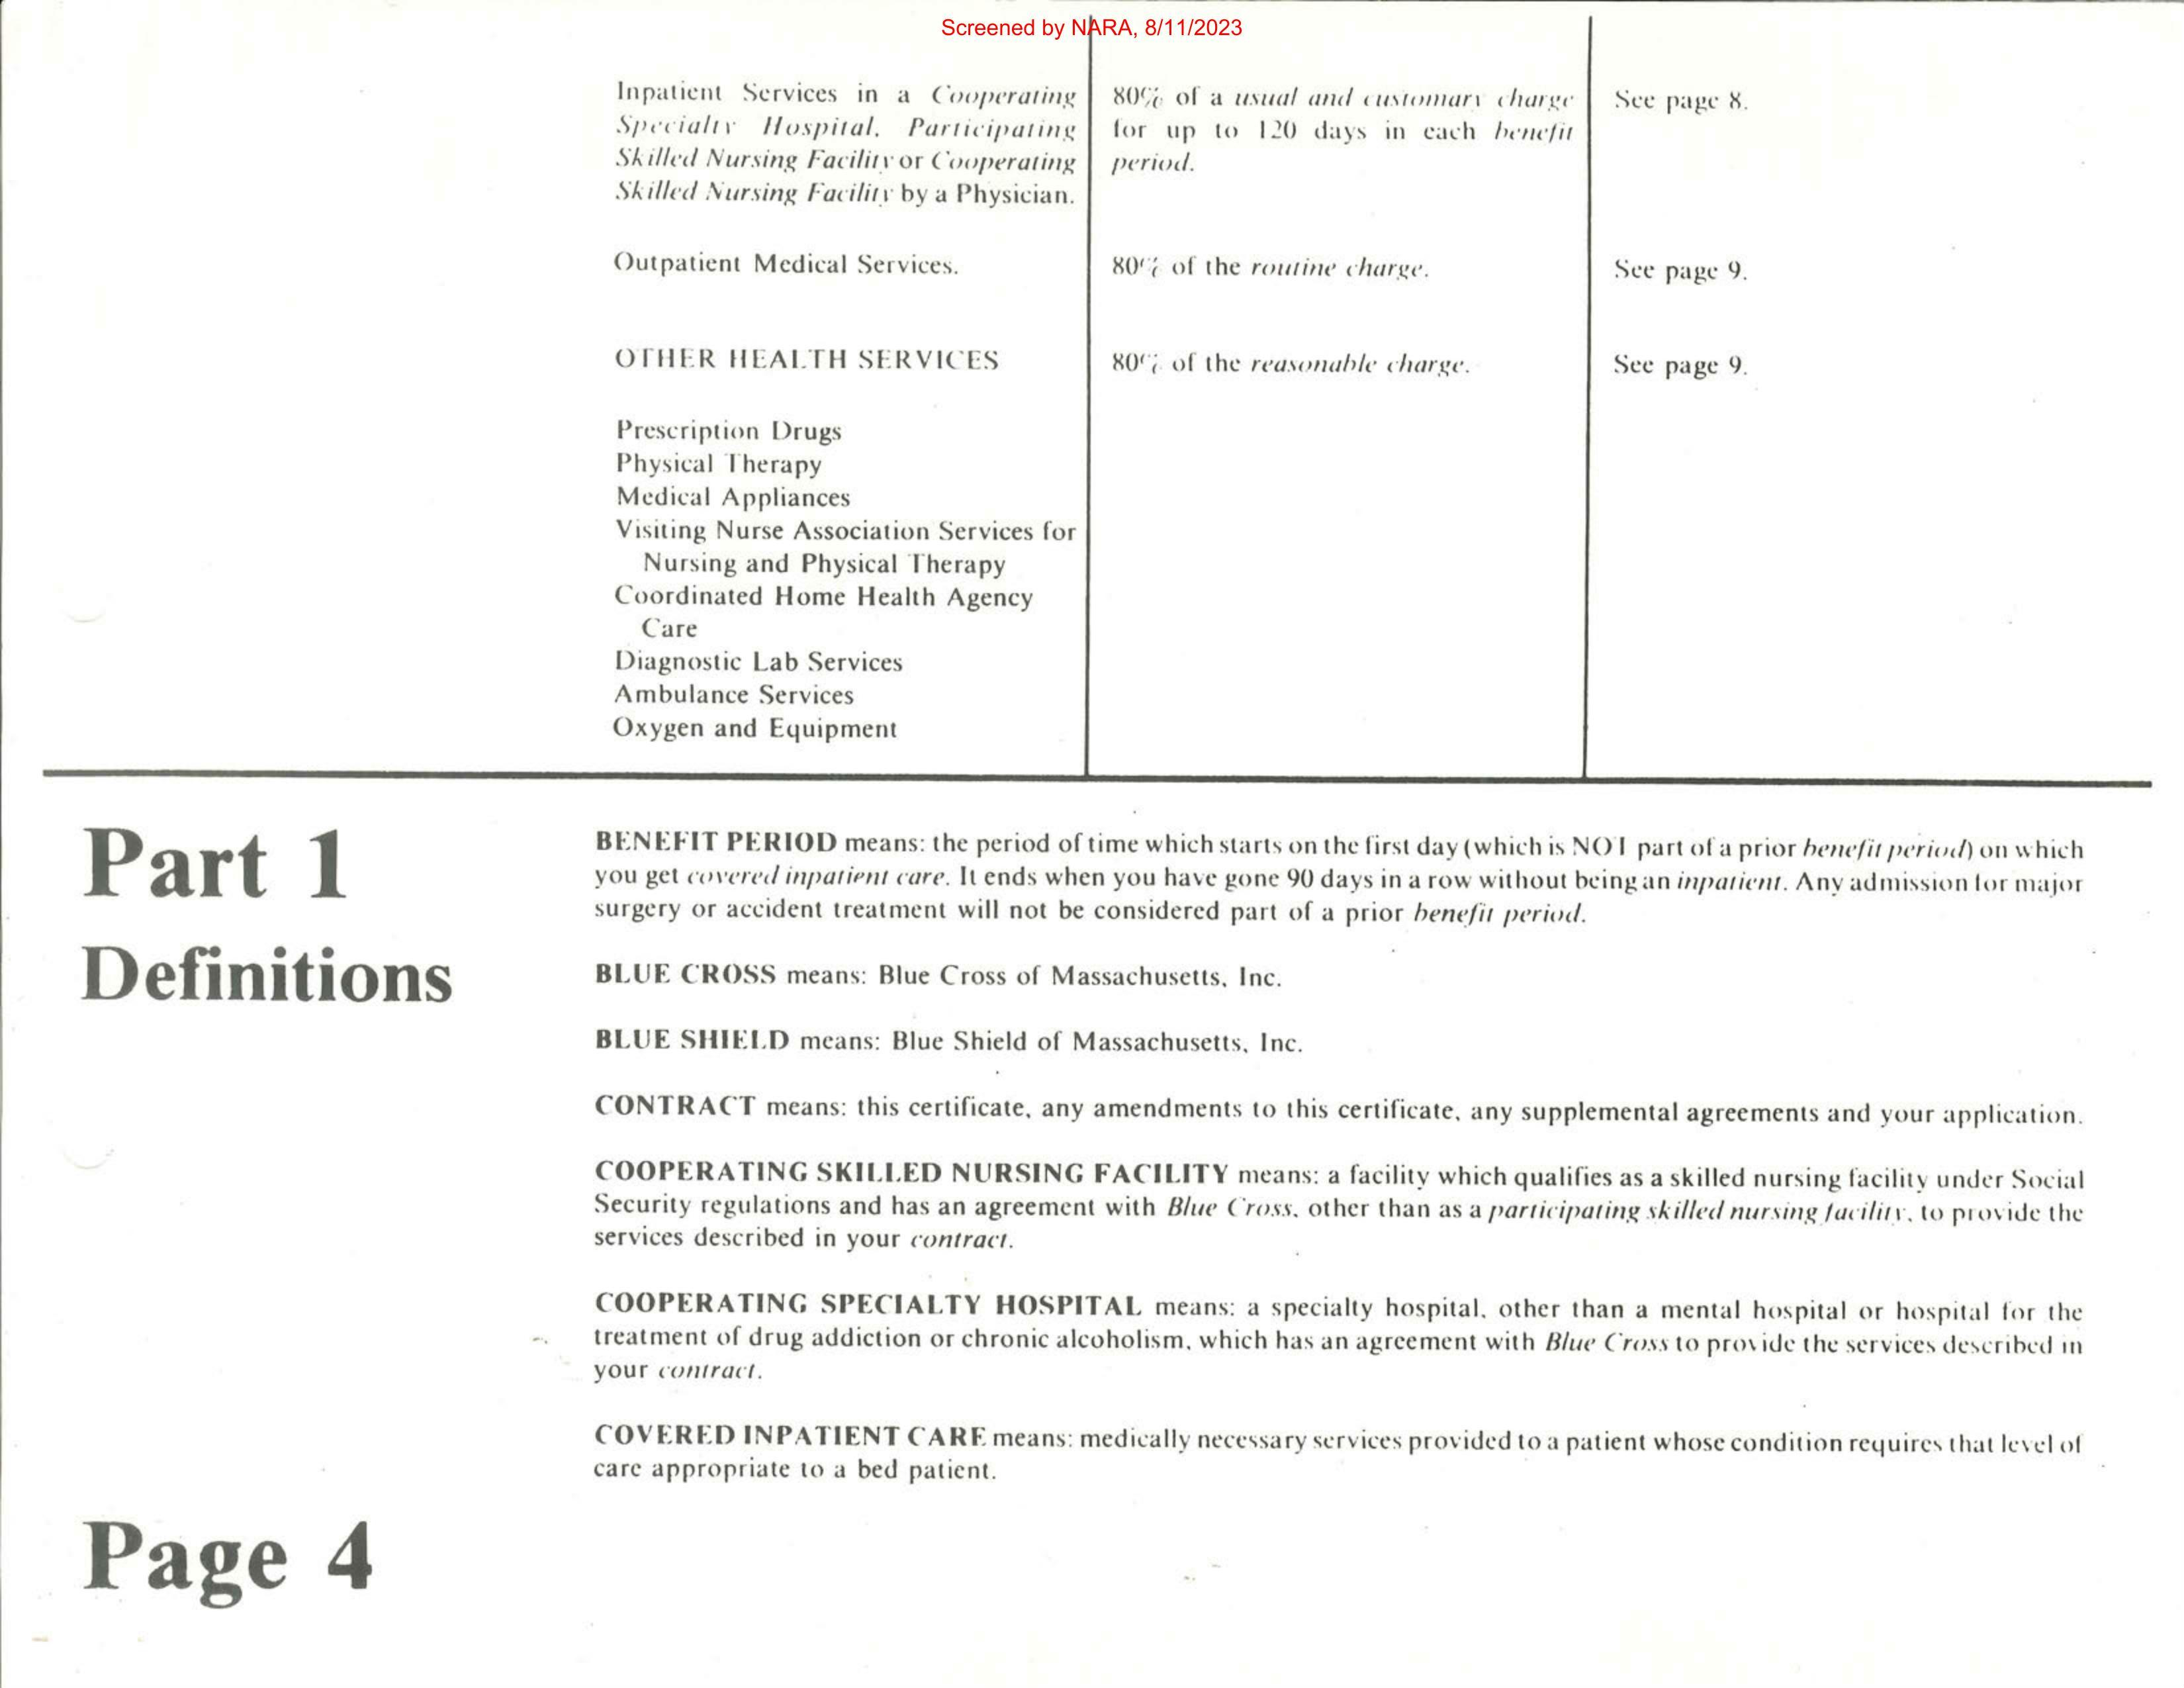 Screened by NARA, 8/11/2023
Inpatient Services in a Cooperating
Specialty Hospital, Participating
Skilled Nursing Facility or Cooperating
Skilled Nursing Facility by a Physician.
80% of a usual and customary charge
for up to 120 days in each benefit
period.
See page 8.
Outpatient Medical Services.
80% of the routine charge.
See page 9.
OTHER HEALTH SERVICES
80% of the reasonable charge.
See page 9.
Prescription Drugs
Physical Therapy
Medical Appliances
Visiting Nurse Association Services for
Nursing and Physical Therapy
Coordinated Home Health Agency
Care
Diagnostic Lab Services
Ambulance Services
Oxygen and Equipment
Part 1
Definitions
BENEFIT PERIOD means: the period of time which starts on the first day (which is NOT part of a prior benefit period) on which
you get covered inpatient care. It ends when you have gone 90 days in a row without being an inpatient. Any admission for major
surgery or accident treatment will not be considered part of a prior benefit period.
BLUE CROSS means: Blue Cross of Massachusetts, Inc.
BLUE SHIELD means: Blue Shield of Massachusetts, Inc.
CONTRACT means: this certificate, any amendments to this certificate, any supplemental agreements and your application.
COOPERATING SKILLED NURSING FACILITY means: a facility which qualifies as a skilled nursing facility under Social
Security regulations and has an agreement with Blue Cross, other than as a participating skilled nursing facility, to provide the
services described in your contract.
COOPERATING SPECIALTY HOSPITAL means: a specialty hospital, other than a mental hospital or hospital for the
treatment of drug addiction or chronic alcoholism, which has an agreement with Blue Cross to provide the services described in
your contract.
COVERED INPATIENT CARE means: medically necessary services provided to a patient whose condition requires that level of
care appropriate to a bed patient.
Page 4